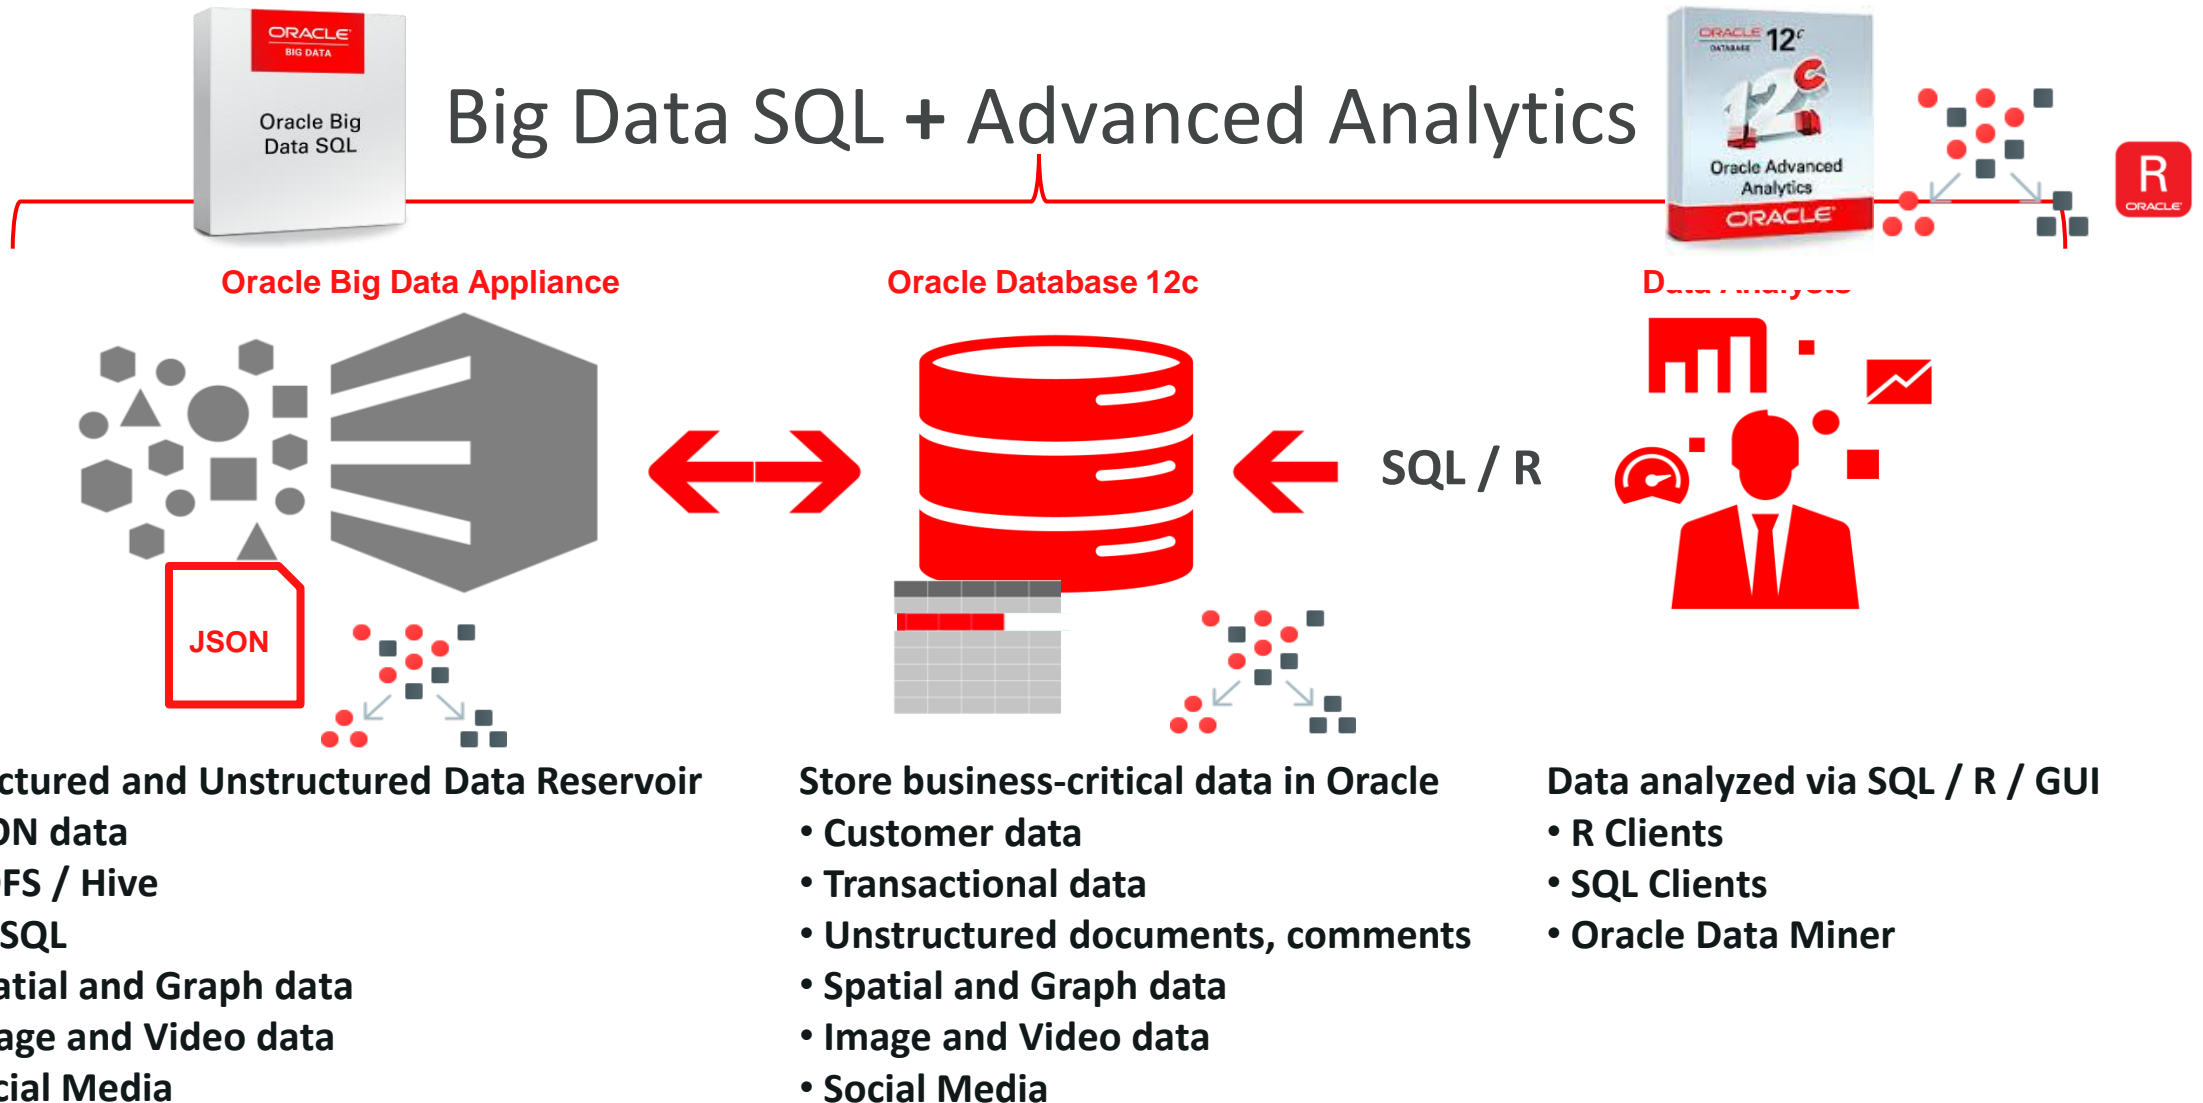 ORACLE
BIG DATA
Oracle Big
Data SQL
Big Data SQL + Advanced Analytics
ORACLE 12c
DATABASE
12c
Oracle Advanced
Analytics
ORACLE
R
ORACLE
Oracle Big Data Appliance
Oracle Database 12c
Data Analysts
SQL / R
JSON
ctured and Unstructured Data Reservoir
ON data
FS / Hive
SQL
atial and Graph data
age and Video data
cial Media
Store business-critical data in Oracle
• Customer data
• Transactional data
• Unstructured documents, comments
• Spatial and Graph data
• Image and Video data
• Social Media
Data analyzed via SQL / R / GUI
• R Clients
• SQL Clients
• Oracle Data Miner